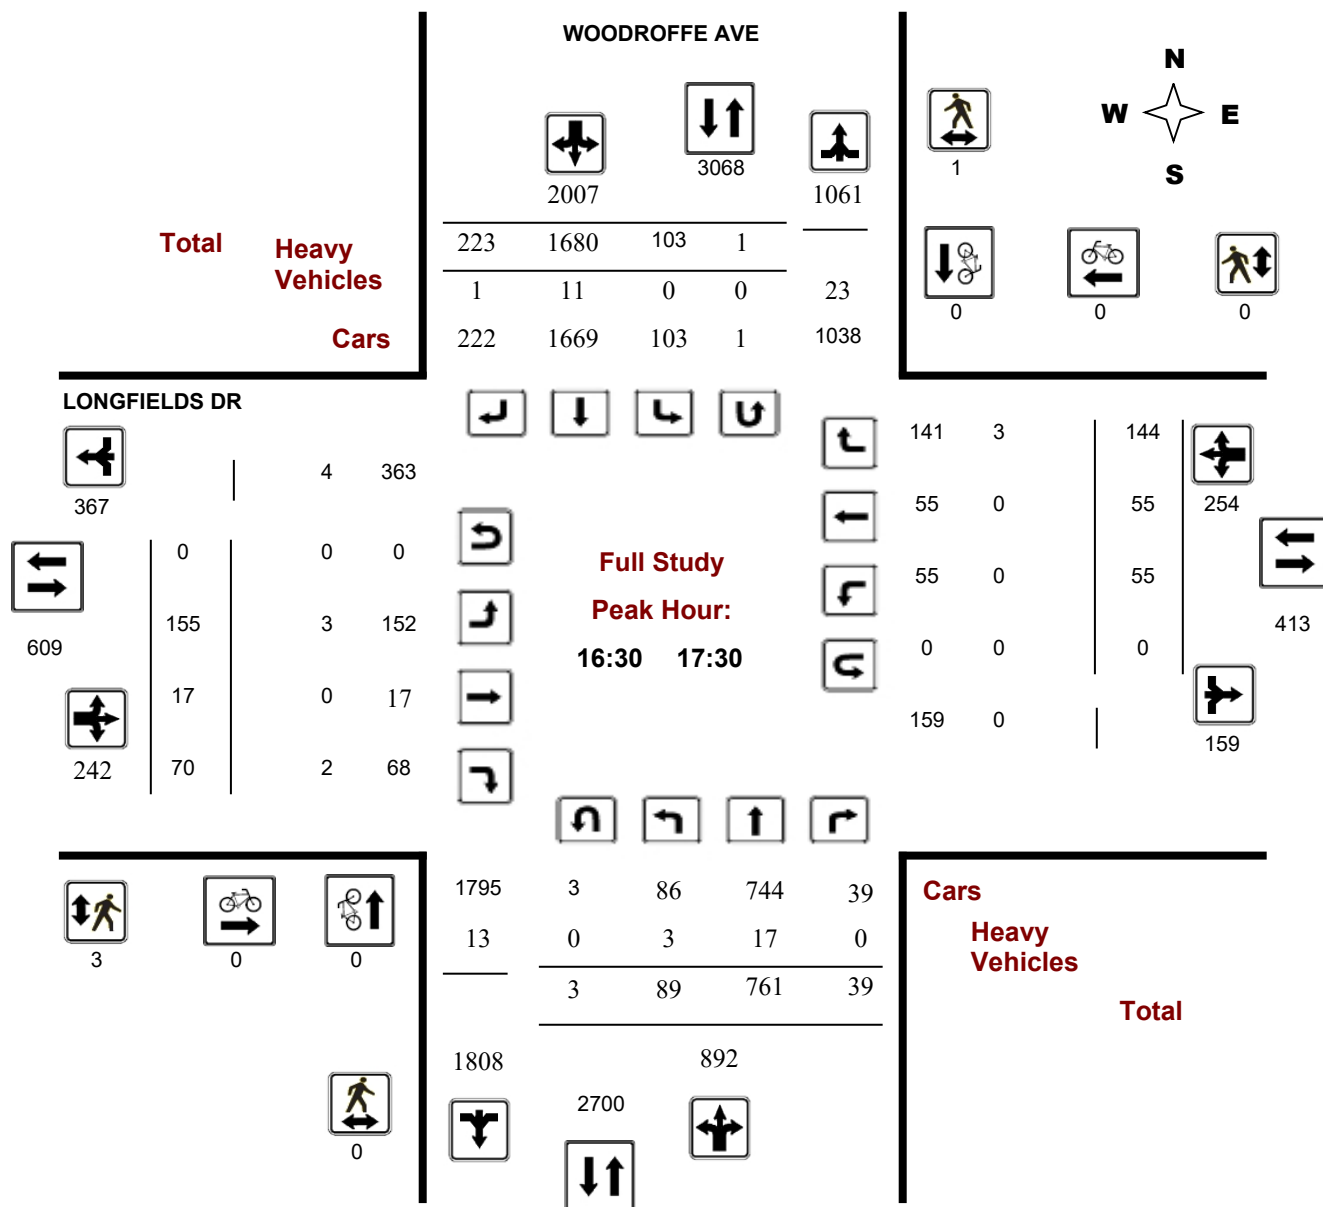 WOODROFFE AVE
N
W E
S
3068
1
2007 1061
Total Heavy Vehicles
223 1680 103 1
1 11 0 0 23
0 0 0
Cars 222 1669 103 1 1038
LONGFIELDS DR
141 3 144
4 363
367
55 0 55 254
0 0 0
Full Study
55 0 55
Peak Hour:
155 3 152
413
609
16:30 17:30
0 0 0
17 0 17
159 0
159
242 70 2 68
1795 3 86 744 39 Cars
13 0 3 17 0 Heavy Vehicles
3 0 0
3 89 761 39
Total
1808 892
2700
0